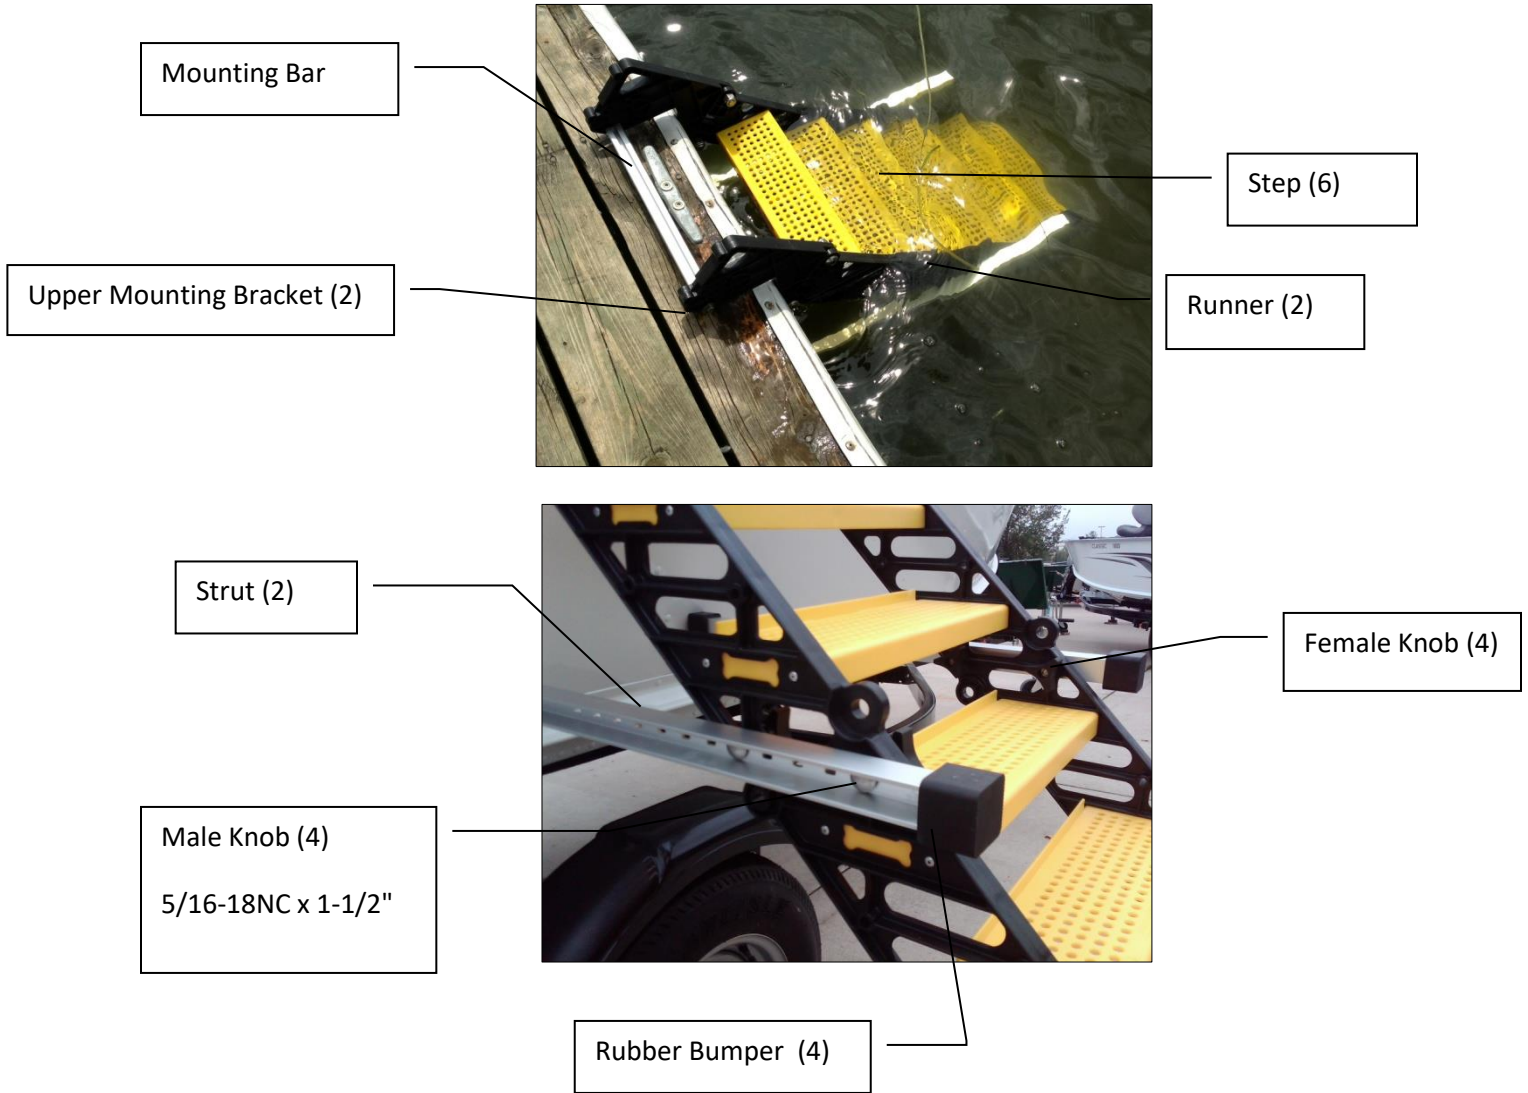 Mounting Bar
Step (6)
Upper Mounting Bracket (2)
Runner (2)
Strut (2)
Female Knob (4)
Male Knob (4)
5/16-18NC x 1-1/2"
Rubber Bumper (4)